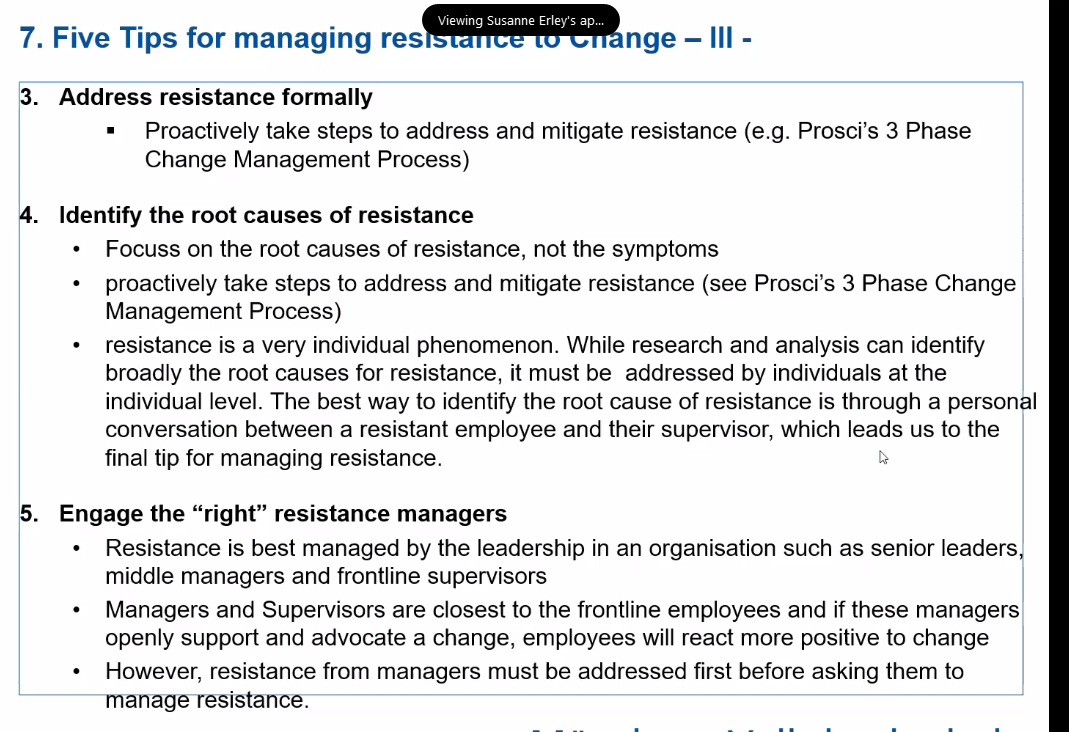 Viewing Susanne Erley's ap...
7. Five Tips for managing resistance to Change – III -
3. Address resistance formally
▪ Proactively take steps to address and mitigate resistance (e.g. Prosci’s 3 Phase
Change Management Process)
4. Identify the root causes of resistance
• Focuss on the root causes of resistance, not the symptoms
• proactively take steps to address and mitigate resistance (see Prosci’s 3 Phase Change
Management Process)
• resistance is a very individual phenomenon. While research and analysis can identify
broadly the root causes for resistance, it must be  addressed by individuals at the
individual level. The best way to identify the root cause of resistance is through a personal
conversation between a resistant employee and their supervisor, which leads us to the
final tip for managing resistance.
5. Engage the “right” resistance managers
• Resistance is best managed by the leadership in an organisation such as senior leaders,
middle managers and frontline supervisors
• Managers and Supervisors are closest to the frontline employees and if these managers
openly support and advocate a change, employees will react more positive to change
• However, resistance from managers must be addressed first before asking them to
manage resistance.